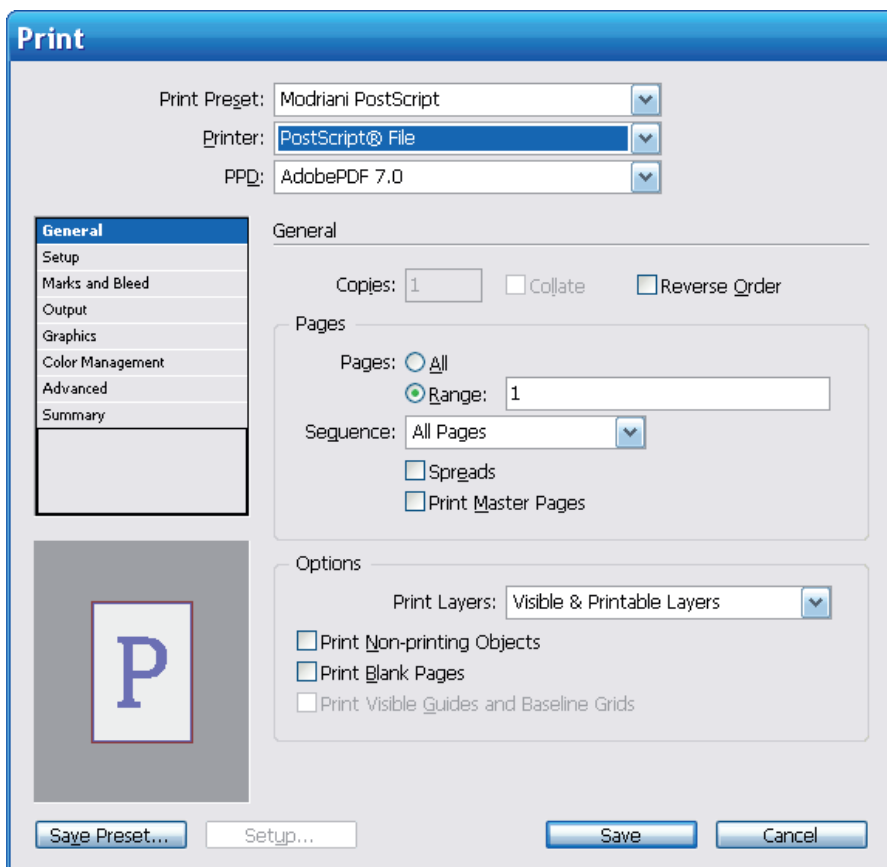 Print
Print Preset: Modriani PostScript
Printer: PostScript® File
PPD: AdobePDF 7.0
General
Setup
Marks and Bleed
Output
Graphics
Color Management
Advanced
Summary
General
Copies: 1 Collate Reverse Order
Pages
Pages: All
Range: 1
Sequence: All Pages
Spreads
Print Master Pages
Options
Print Layers: Visible & Printable Layers
Print Non-printing Objects
Print Blank Pages
Print Visible Guides and Baseline Grids
P
Save Preset... Setup... Save Cancel